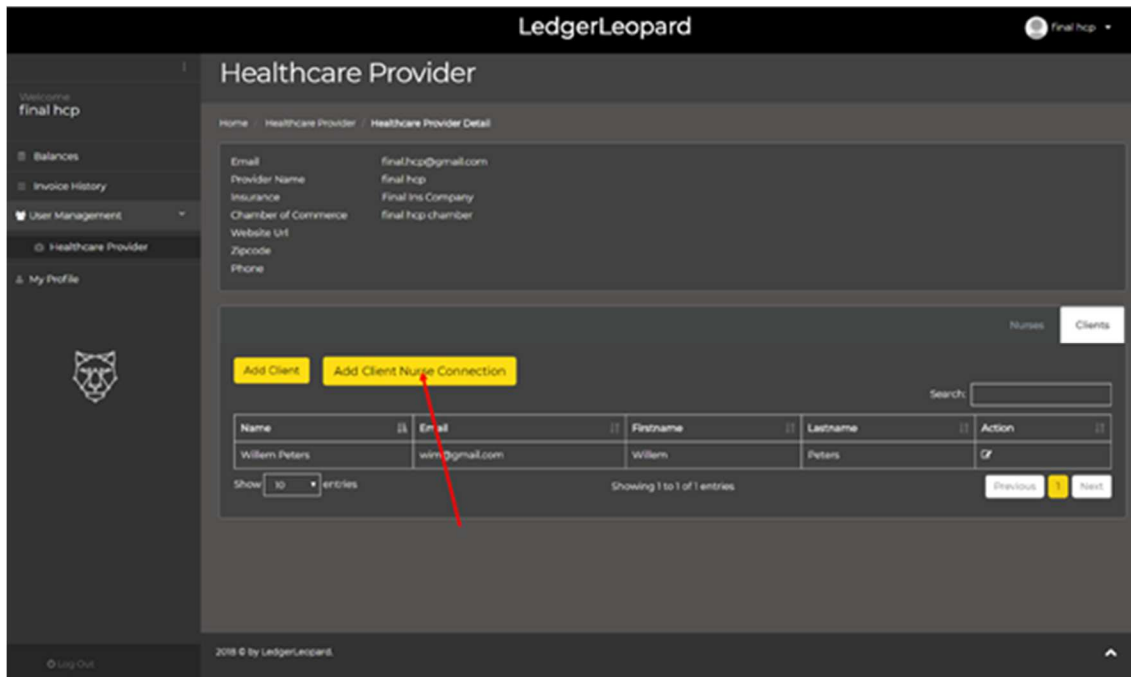 LedgerLeopard
final hcp
Healthcare Provider
Welcome
final hcp
Home / Healthcare Provider / Healthcare Provider Detail
Balances
Invoice History
User Management
Healthcare Provider
My Profile
Log Out
Email final.hcp@gmail.com
Provider Name final hcp
Insurance Final Ins Company
Chamber of Commerce final hcp chamber
Website Url
Zipcode
Phone
Nurses Clients
Add Client Add Client Nurse Connection
Search:
Name Email Firstname Lastname Action
Willem Peters wim@gmail.com Willem Peters
Show 10 entries Showing 1 to 1 of 1 entries Previous 1 Next
2018 © by LedgerLeopard.